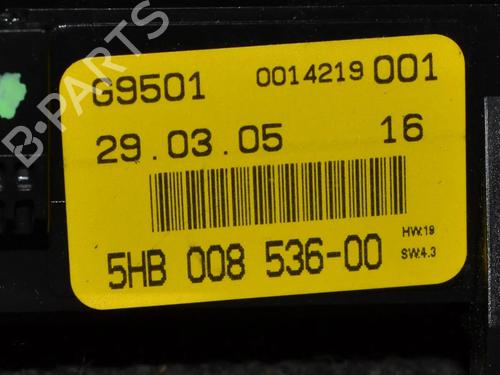 B-PARTS
G9501 0014219 001
29.03.05 16
5HB 008 536-00
HW.19
SW.4.3